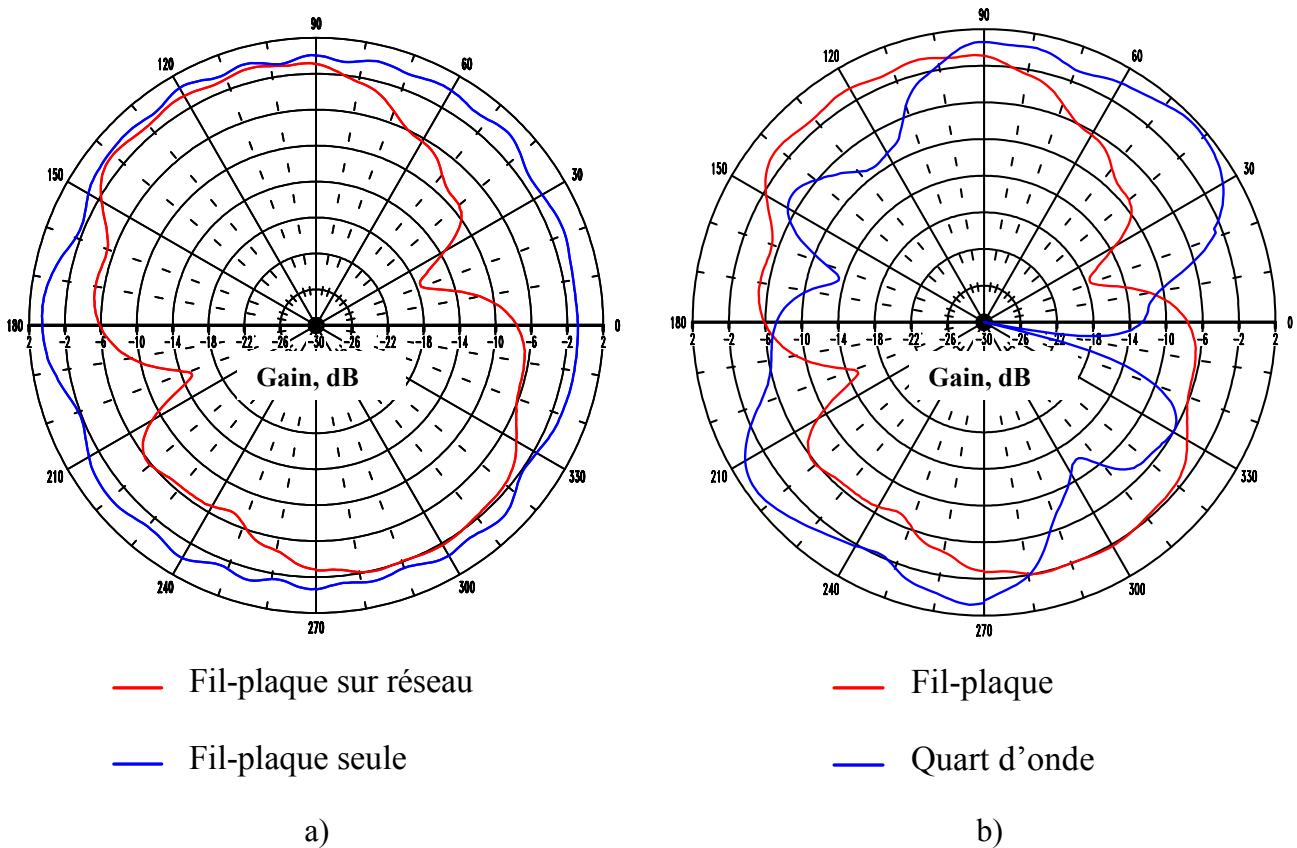 90
120
60
150
30
180
0
2 -2 -6 -10 -14 -18 -22 -26 -30 -26 -22 -18 -14 -10 -6 -2 2
Gain, dB
210
330
240
300
270
Fil-plaque sur réseau
Fil-plaque seule
a)
90
120
60
150
30
180
0
2 -2 -6 -10 -14 -18 -22 -26 -30 -26 -22 -18 -14 -10 -6 -2 2
Gain, dB
210
330
240
300
270
Fil-plaque
Quart d’onde
b)